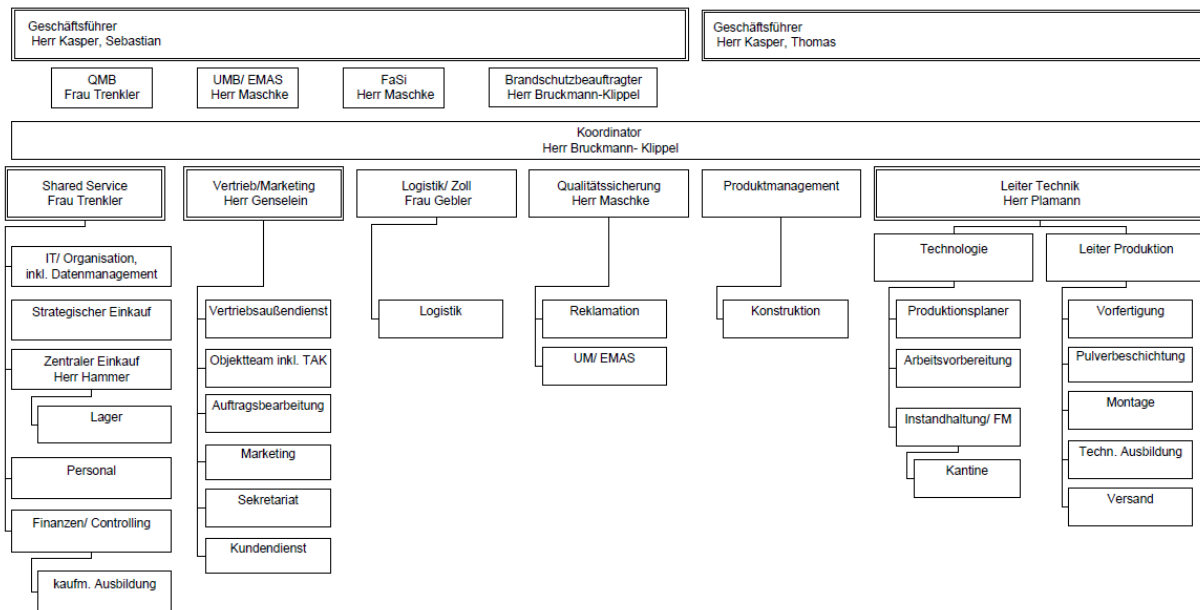 Geschäftsführer
Herr Kasper, Sebastian
Geschäftsführer
Herr Kasper, Thomas
QMB
Frau Trenkler
UMB/ EMAS
Herr Maschke
FaSi
Herr Maschke
Brandschutzbeauftragter
Herr Bruckmann-Klippel
Koordinator
Herr Bruckmann- Klippel
Shared Service
Frau Trenkler
Vertrieb/Marketing
Herr Genselein
Logistik/ Zoll
Frau Gebler
Qualitätssicherung
Herr Maschke
Produktmanagement
Leiter Technik
Herr Plamann
IT/ Organisation,
inkl. Datenmanagement
Strategischer Einkauf
Zentraler Einkauf
Herr Hammer
Lager
Personal
Finanzen/ Controlling
kaufm. Ausbildung
Vertriebsaußendienst
Objektteam inkl. TAK
Auftragsbearbeitung
Marketing
Sekretariat
Kundendienst
Logistik
Reklamation
UM/ EMAS
Konstruktion
Technologie
Produktionsplaner
Arbeitsvorbereitung
Instandhaltung/ FM
Kantine
Leiter Produktion
Vorfertigung
Pulverbeschichtung
Montage
Techn. Ausbildung
Versand